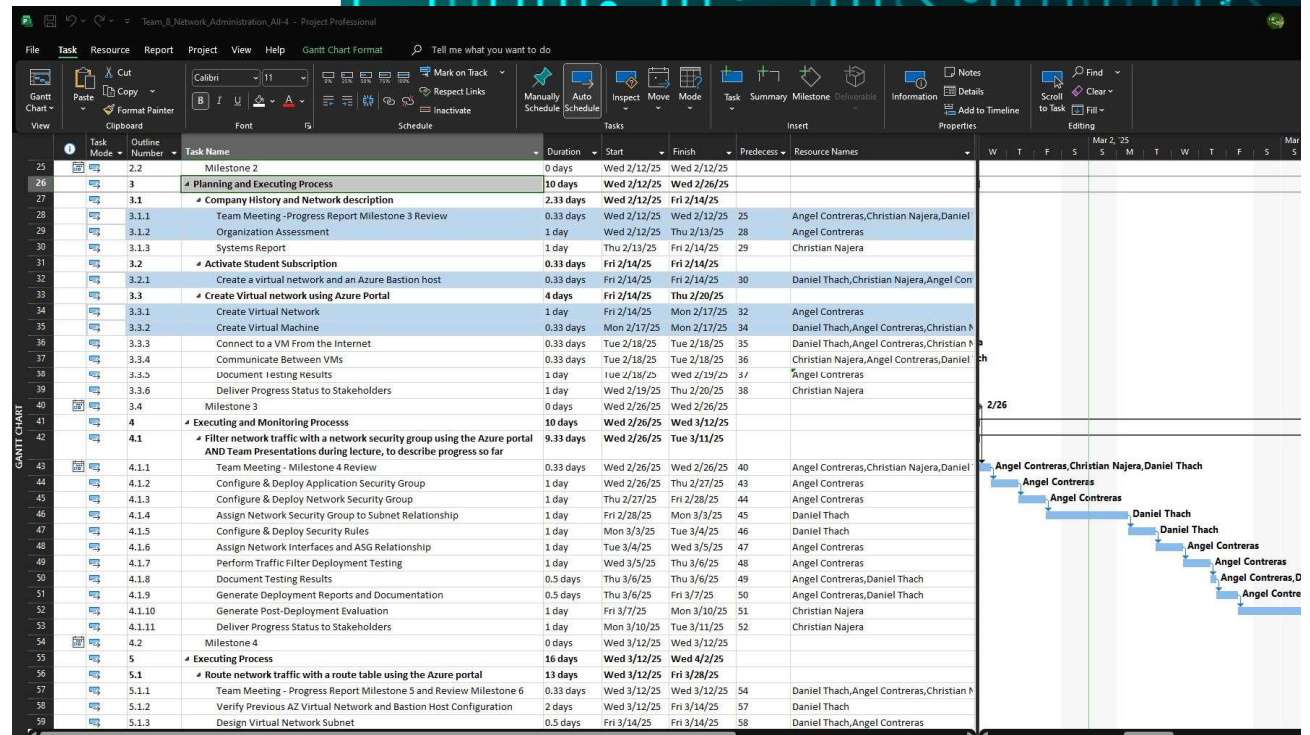 Team_8_Network_Administration_All-4 - Project Professional
File Task Resource Report Project View Help Gantt Chart Format Tell me what you want to do
Gantt Chart
View
Paste
Cut
Copy
Format Painter
Clipboard
Calibri 11
B I U A
Font
0% 25% 50% 75% 100%
Mark on Track
Respect Links
Inactivate
Schedule
Manually Schedule
Auto Schedule
Inspect
Move
Mode
Tasks
Task
Summary
Milestone
Deliverable
Insert
Information
Notes
Details
Add to Timeline
Properties
Scroll to Task
Find
Clear
Fill
Editing
Task Mode Outline Number Task Name Duration Start Finish Predecess Resource Names
Mar 2, '25 Mar
W T F S S M T W T F S S
25 2.2 Milestone 2 0 days Wed 2/12/25 Wed 2/12/25
26 3 Planning and Executing Process 10 days Wed 2/12/25 Wed 2/26/25
27 3.1 Company History and Network description 2.33 days Wed 2/12/25 Fri 2/14/25
28 3.1.1 Team Meeting -Progress Report Milestone 3 Review 0.33 days Wed 2/12/25 Wed 2/12/25 25 Angel Contreras,Christian Najera,Daniel
29 3.1.2 Organization Assessment 1 day Wed 2/12/25 Thu 2/13/25 28 Angel Contreras
30 3.1.3 Systems Report 1 day Thu 2/13/25 Fri 2/14/25 29 Christian Najera
31 3.2 Activate Student Subscription 0.33 days Fri 2/14/25 Fri 2/14/25
32 3.2.1 Create a virtual network and an Azure Bastion host 0.33 days Fri 2/14/25 Fri 2/14/25 30 Daniel Thach,Christian Najera,Angel Con
33 3.3 Create Virtual network using Azure Portal 4 days Fri 2/14/25 Thu 2/20/25
34 3.3.1 Create Virtual Network 1 day Fri 2/14/25 Mon 2/17/25 32 Angel Contreras
35 3.3.2 Create Virtual Machine 0.33 days Mon 2/17/25 Mon 2/17/25 34 Daniel Thach,Angel Contreras,Christian N
36 3.3.3 Connect to a VM From the Internet 0.33 days Tue 2/18/25 Tue 2/18/25 35 Daniel Thach,Angel Contreras,Christian N a
37 3.3.4 Communicate Between VMs 0.33 days Tue 2/18/25 Tue 2/18/25 36 Christian Najera,Angel Contreras,Daniel ch
38 3.3.5 Document Testing Results 1 day Tue 2/18/25 Wed 2/19/25 37 Angel Contreras
39 3.3.6 Deliver Progress Status to Stakeholders 1 day Wed 2/19/25 Thu 2/20/25 38 Christian Najera
40 3.4 Milestone 3 0 days Wed 2/26/25 Wed 2/26/25 2/26
41 4 Executing and Monitoring Processs 10 days Wed 2/26/25 Wed 3/12/25
42 4.1 Filter network traffic with a network security group using the Azure portal 9.33 days Wed 2/26/25 Tue 3/11/25
AND Team Presentations during lecture, to describe progress so far
43 4.1.1 Team Meeting - Milestone 4 Review 0.33 days Wed 2/26/25 Wed 2/26/25 40 Angel Contreras,Christian Najera,Daniel Angel Contreras,Christian Najera,Daniel Thach
44 4.1.2 Configure & Deploy Application Security Group 1 day Wed 2/26/25 Thu 2/27/25 43 Angel Contreras Angel Contreras
45 4.1.3 Configure & Deploy Network Security Group 1 day Thu 2/27/25 Fri 2/28/25 44 Angel Contreras Angel Contreras
46 4.1.4 Assign Network Security Group to Subnet Relationship 1 day Fri 2/28/25 Mon 3/3/25 45 Daniel Thach Daniel Thach
47 4.1.5 Configure & Deploy Security Rules 1 day Mon 3/3/25 Tue 3/4/25 46 Daniel Thach Daniel Thach
48 4.1.6 Assign Network Interfaces and ASG Relationship 1 day Tue 3/4/25 Wed 3/5/25 47 Angel Contreras Angel Contreras
49 4.1.7 Perform Traffic Filter Deployment Testing 1 day Wed 3/5/25 Thu 3/6/25 48 Angel Contreras Angel Contreras
50 4.1.8 Document Testing Results 0.5 days Thu 3/6/25 Thu 3/6/25 49 Angel Contreras,Daniel Thach Angel Contreras,D
51 4.1.9 Generate Deployment Reports and Documentation 0.5 days Thu 3/6/25 Fri 3/7/25 50 Angel Contreras,Daniel Thach Angel Contre
52 4.1.10 Generate Post-Deployment Evaluation 1 day Fri 3/7/25 Mon 3/10/25 51 Christian Najera
53 4.1.11 Deliver Progress Status to Stakeholders 1 day Mon 3/10/25 Tue 3/11/25 52 Christian Najera
54 4.2 Milestone 4 0 days Wed 3/12/25 Wed 3/12/25
55 5 Executing Process 16 days Wed 3/12/25 Wed 4/2/25
56 5.1 Route network traffic with a route table using the Azure portal 13 days Wed 3/12/25 Fri 3/28/25
57 5.1.1 Team Meeting - Progress Report Milestone 5 and Review Milestone 6 0.33 days Wed 3/12/25 Wed 3/12/25 54 Daniel Thach,Angel Contreras,Christian N
58 5.1.2 Verify Previous AZ Virtual Network and Bastion Host Configuration 2 days Wed 3/12/25 Fri 3/14/25 57 Daniel Thach
59 5.1.3 Design Virtual Network Subnet 0.5 days Fri 3/14/25 Fri 3/14/25 58 Daniel Thach,Angel Contreras
GANTT CHART